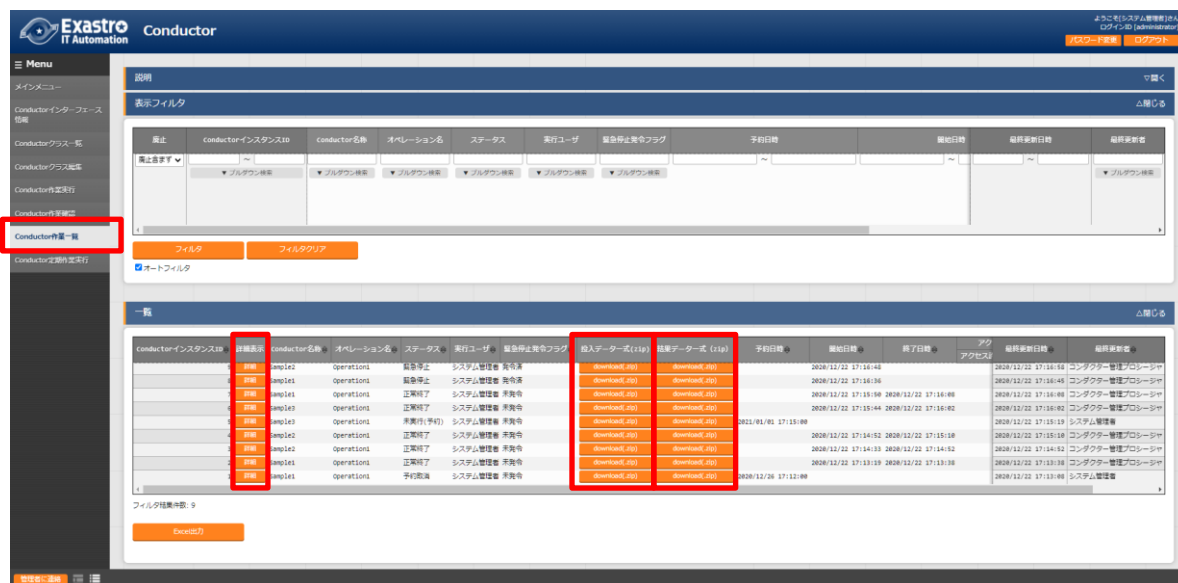 Exastro
IT Automation
Conductor
ようこそ[システム管理者]さん
ログインID [administrator]
パスワード変更 ログアウト
Menu
メインメニュー
Conductorインターフェース
情報
Conductorクラス一覧
Conductorクラス編集
Conductor作業実行
Conductor作業確認
Conductor作業一覧
Conductor定期作業実行
説明 ▽開く
表示フィルタ △閉じる
廃止 ConductorインスタンスID Conductor名称 オペレーション名 ステータス 実行ユーザ 緊急停止発令フラグ 予約日時 開始日時 最終更新日時 最終更新者
廃止含まず ～ ～ ～ ～
▼ プルダウン検索 ▼ プルダウン検索 ▼ プルダウン検索 ▼ プルダウン検索 ▼ プルダウン検索 ▼ プルダウン検索 ▼ プルダウン検索
フィルタ フィルタクリア
オートフィルタ
一覧 △閉じる
ConductorインスタンスID 詳細表示 Conductor名称 オペレーション名 ステータス 実行ユーザ 緊急停止発令フラグ 投入データ一式(zip) 結果データ一式 (zip) 予約日時 開始日時 終了日時 アク 最終更新日時 最終更新者
アクセス
9 詳細 Sample2 Operation1 緊急停止 システム管理者 発令済 download(.zip) download(.zip) 2020/12/22 17:16:48 2020/12/22 17:16:58 コンダクター管理プロシージャ
8 詳細 Sample1 Operation1 緊急停止 システム管理者 発令済 download(.zip) download(.zip) 2020/12/22 17:16:36 2020/12/22 17:16:45 コンダクター管理プロシージャ
7 詳細 Sample1 Operation1 正常終了 システム管理者 未発令 download(.zip) download(.zip) 2020/12/22 17:15:50 2020/12/22 17:16:08 2020/12/22 17:16:08 コンダクター管理プロシージャ
6 詳細 Sample3 Operation1 正常終了 システム管理者 未発令 download(.zip) download(.zip) 2020/12/22 17:15:44 2020/12/22 17:16:02 2020/12/22 17:16:02 コンダクター管理プロシージャ
5 詳細 Sample3 Operation1 未実行(予約) システム管理者 未発令 download(.zip) download(.zip) 2021/01/01 17:15:00 2020/12/22 17:15:19 システム管理者
4 詳細 Sample2 Operation1 正常終了 システム管理者 未発令 download(.zip) download(.zip) 2020/12/22 17:14:52 2020/12/22 17:15:10 2020/12/22 17:15:10 コンダクター管理プロシージャ
3 詳細 Sample1 Operation1 正常終了 システム管理者 未発令 download(.zip) download(.zip) 2020/12/22 17:14:33 2020/12/22 17:14:52 2020/12/22 17:14:52 コンダクター管理プロシージャ
2 詳細 Sample1 Operation1 正常終了 システム管理者 未発令 download(.zip) download(.zip) 2020/12/22 17:13:19 2020/12/22 17:13:38 2020/12/22 17:13:38 コンダクター管理プロシージャ
1 詳細 Sample1 Operation1 予約取消 システム管理者 未発令 download(.zip) download(.zip) 2020/12/26 17:12:00 2020/12/22 17:13:08 システム管理者
フィルタ結果件数: 9
Excel出力
管理者に連絡